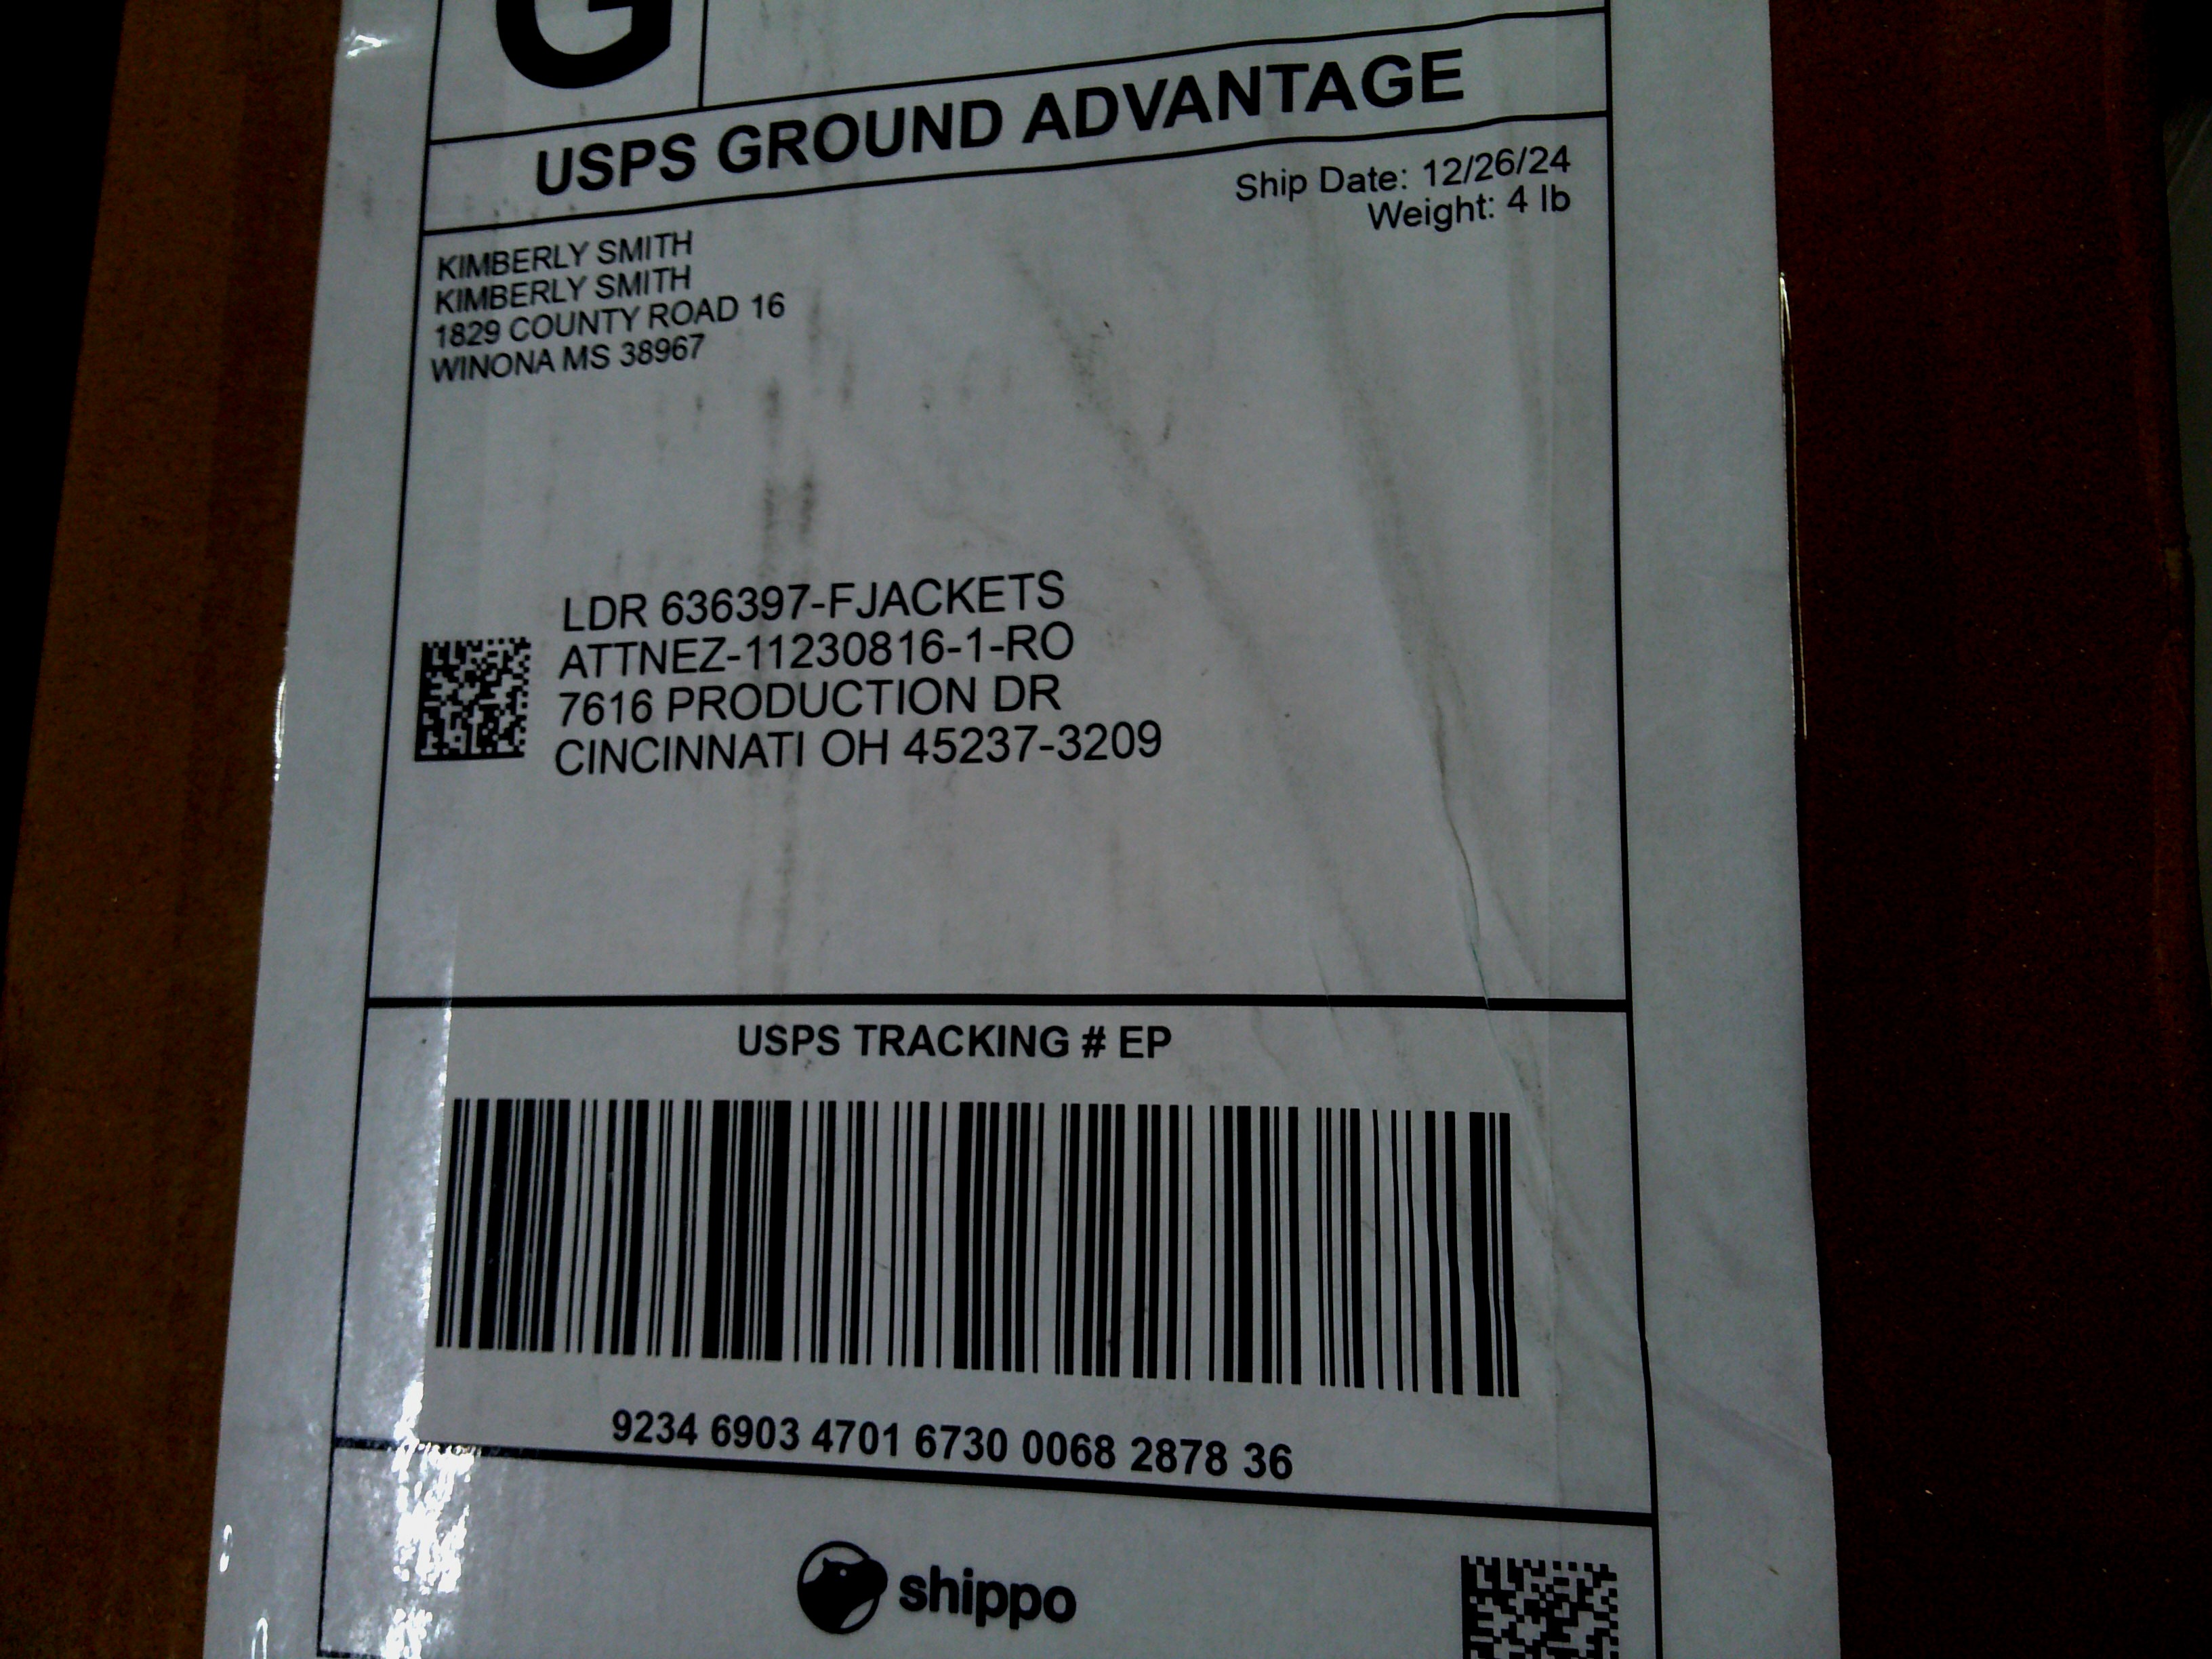 G
USPS GROUND ADVANTAGE
Ship Date: 12/26/24
Weight: 4 lb
KIMBERLY SMITH
KIMBERLY SMITH
1829 COUNTY ROAD 16
WINONA MS 38967
LDR 636397-FJACKETS
ATTNEZ-11230816-1-RO
7616 PRODUCTION DR
CINCINNATI OH 45237-3209
USPS TRACKING # EP
9234 6903 4701 6730 0068 2878 36
shippo